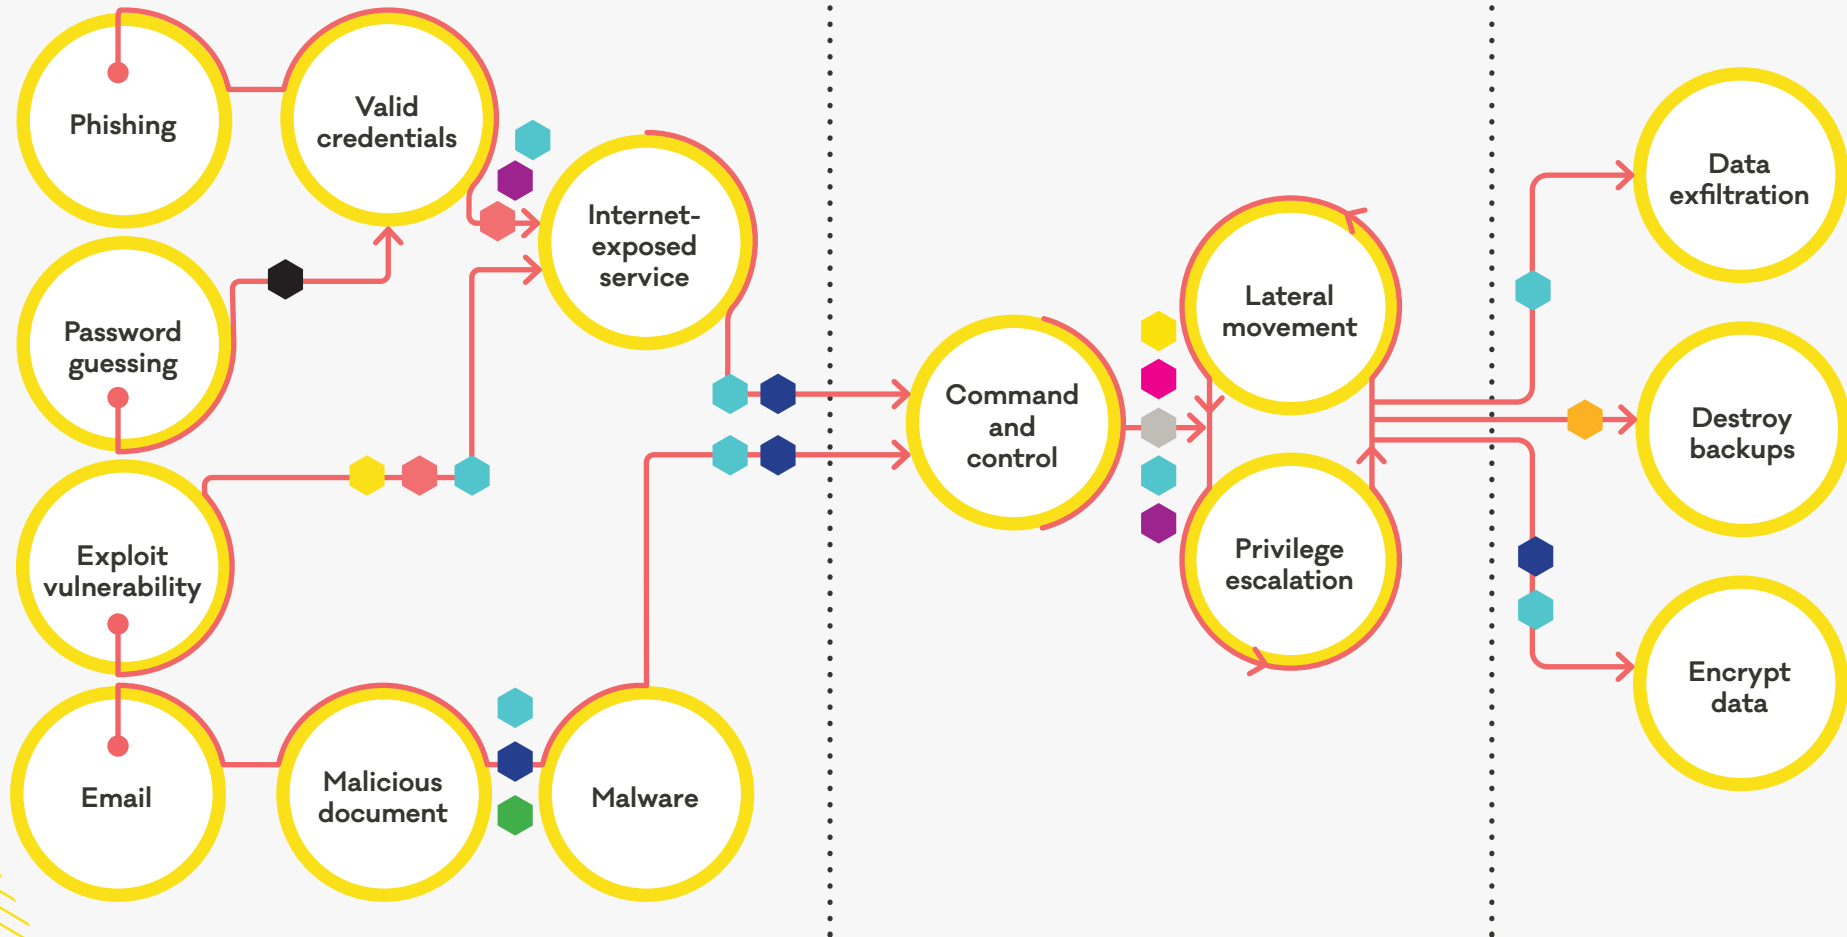 Phishing
Valid
credentials
Password
guessing
Internet-
exposed
service
Exploit
vulnerability
Email
Malicious
document
Malware
Command
and
control
Lateral
movement
Privilege
escalation
Data
exfiltration
Destroy
backups
Encrypt
data